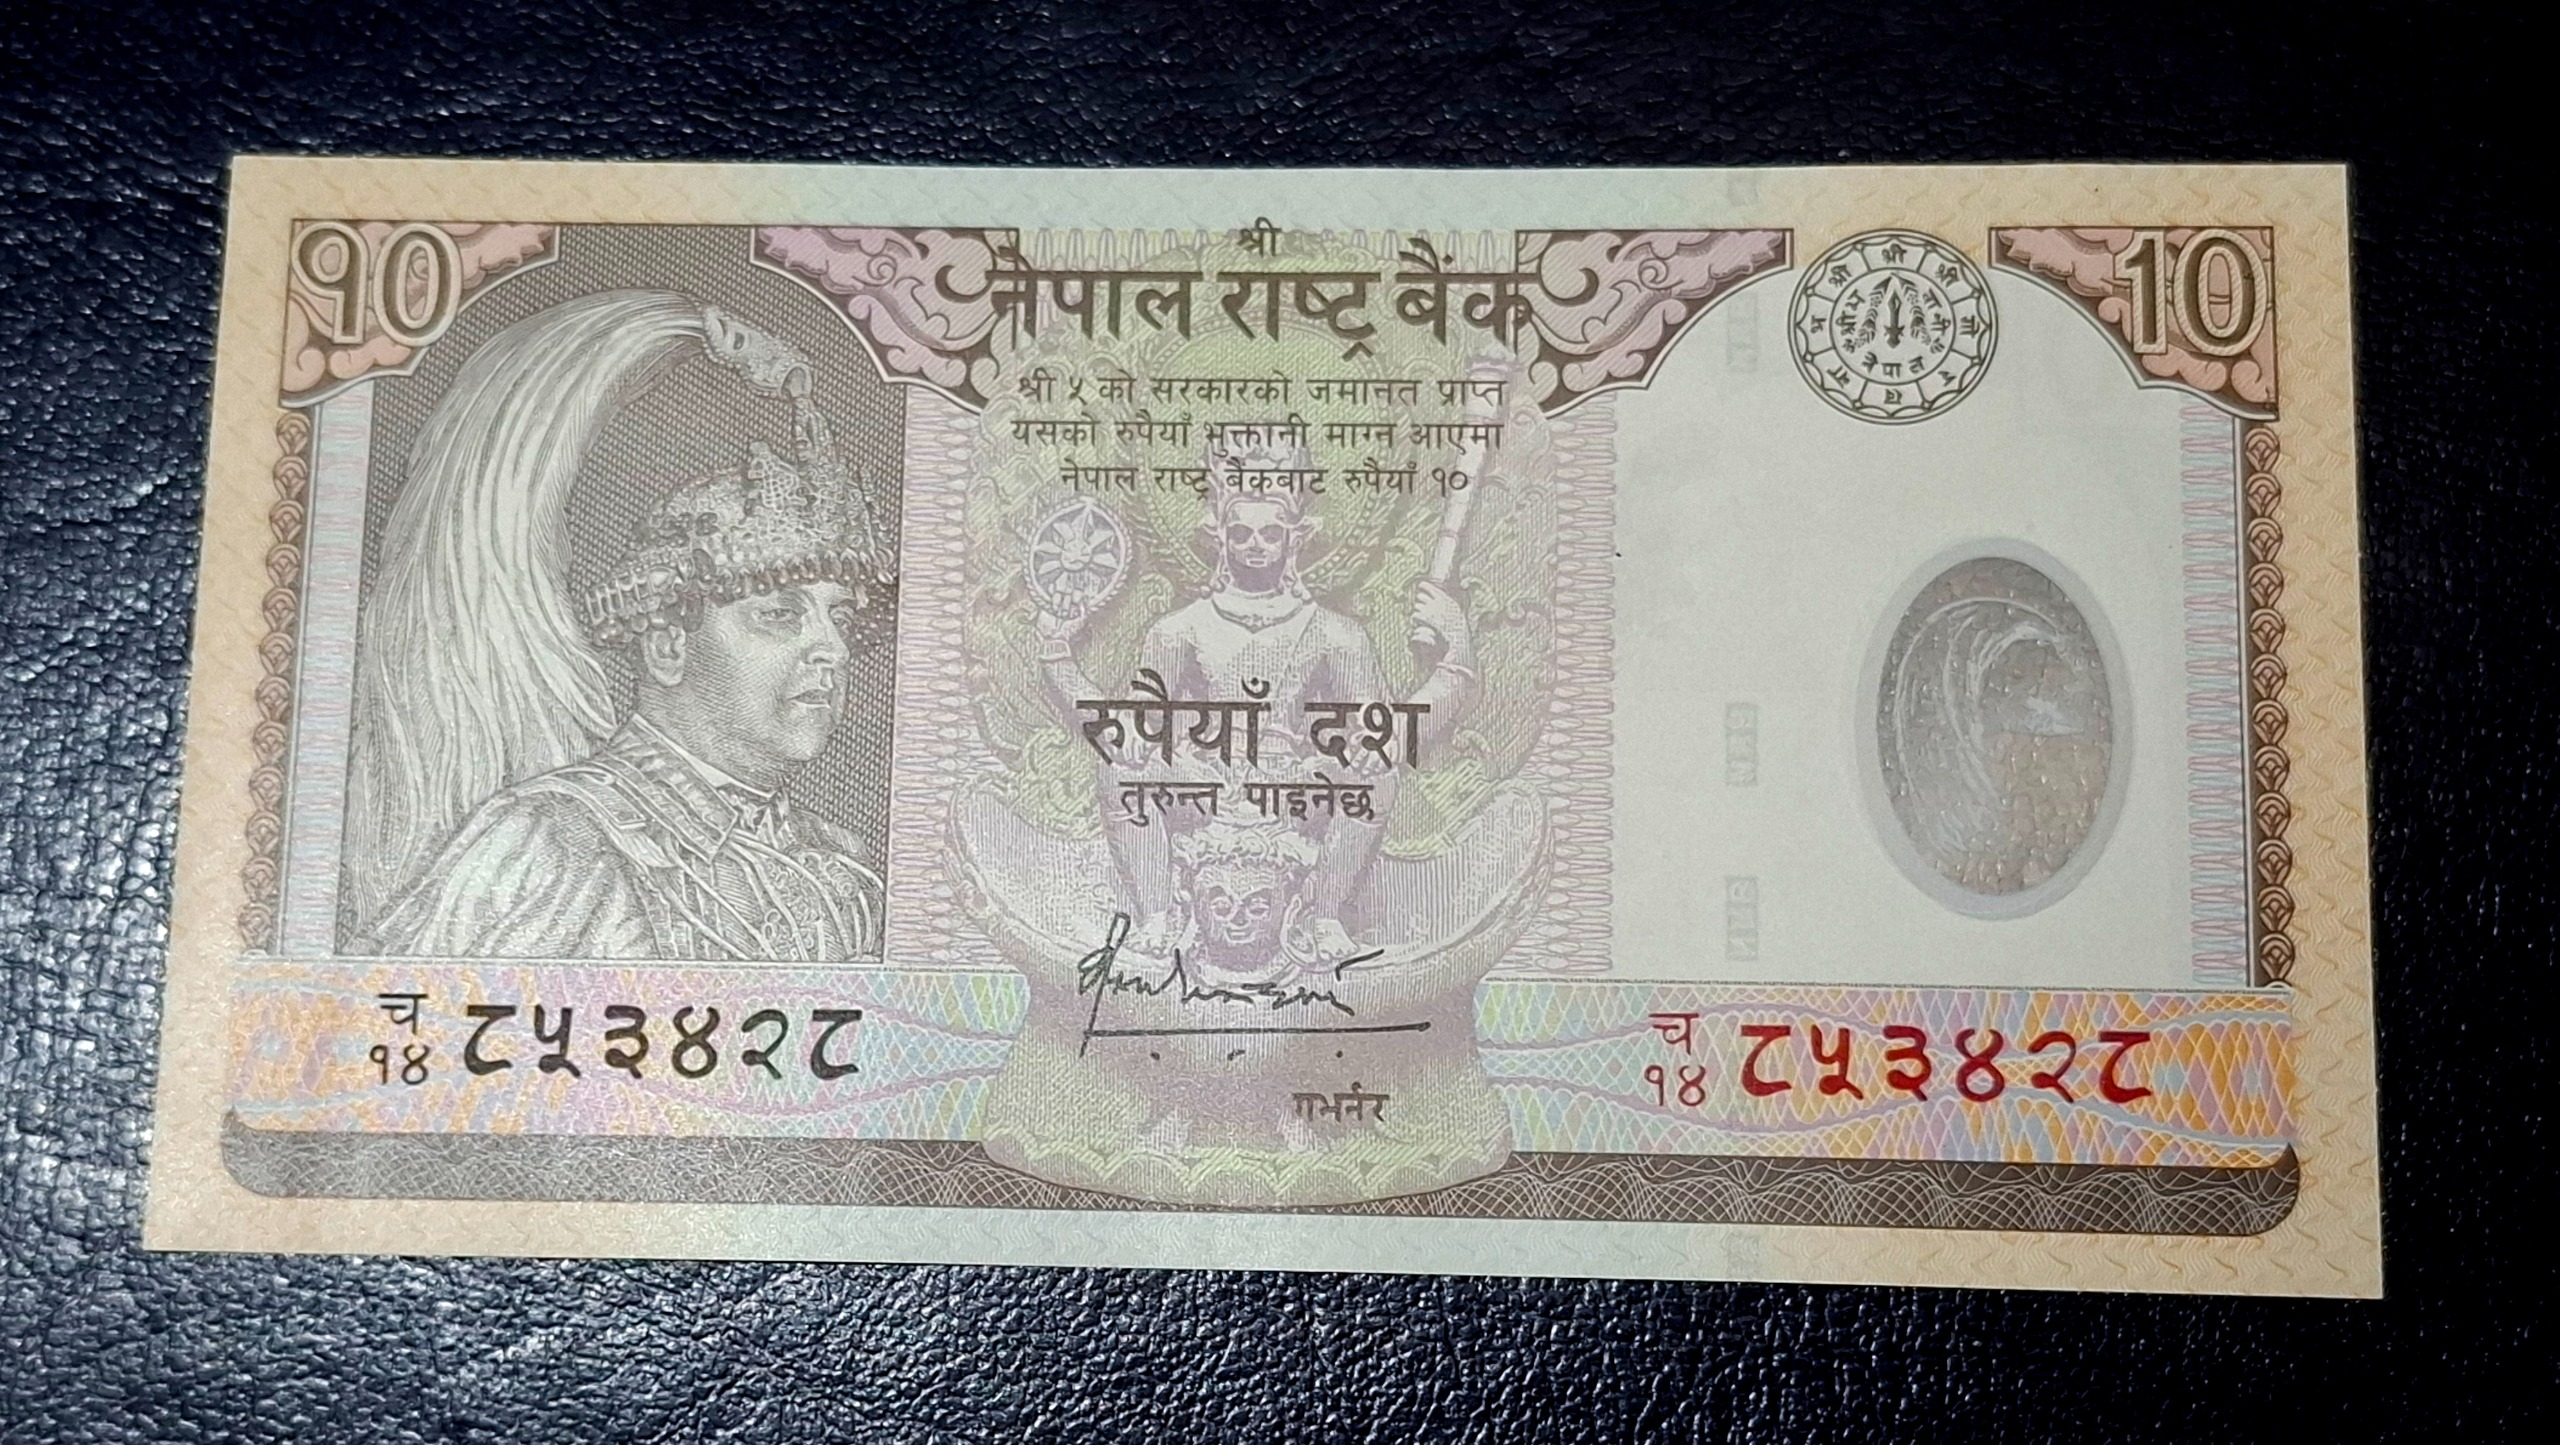 १०
श्री
नेपाल राष्ट्र बैंक
10
श्री ५ को सरकारको जमानत प्राप्त
यसको रुपैयाँ भुक्तानी माग्न आएमा
नेपाल राष्ट्र बैंकबाट रुपैयाँ १०
रुपैयाँ दश
तुरुन्त पाइनेछ
गभर्नर
च
१४ ८५३४२८
च
१४ ८५३४२८